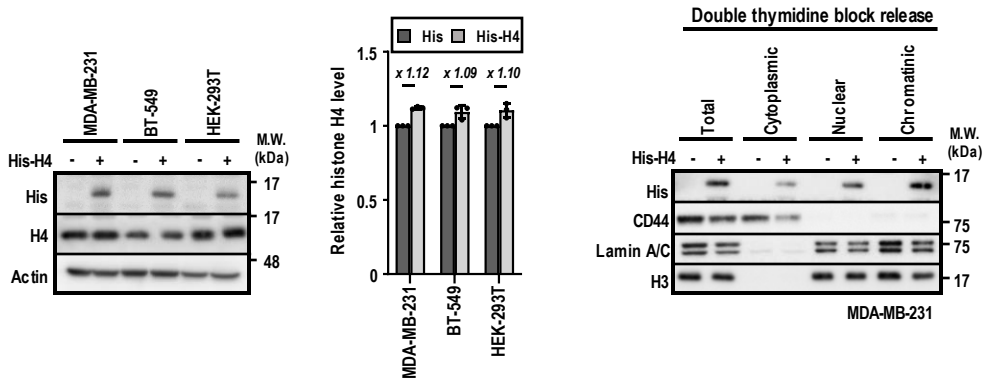 MDA-MB-231
BT-549
HEK-293T
M.W.
(kDa)
His-H4 - + - + - +
His
17
17
H4
48
Actin
His His-H4
Relative histone H4 level
1.5
1
0.5
0
x 1.12 x 1.09 x 1.10
MDA-MB-231
BT-549
HEK-293T
Double thymidine block release
Total
Cytoplasmic
Nuclear
Chromatinic
M.W.
(kDa)
His-H4 - + - + - + - +
His
17
CD44
75
Lamin A/C
75
H3
17
MDA-MB-231